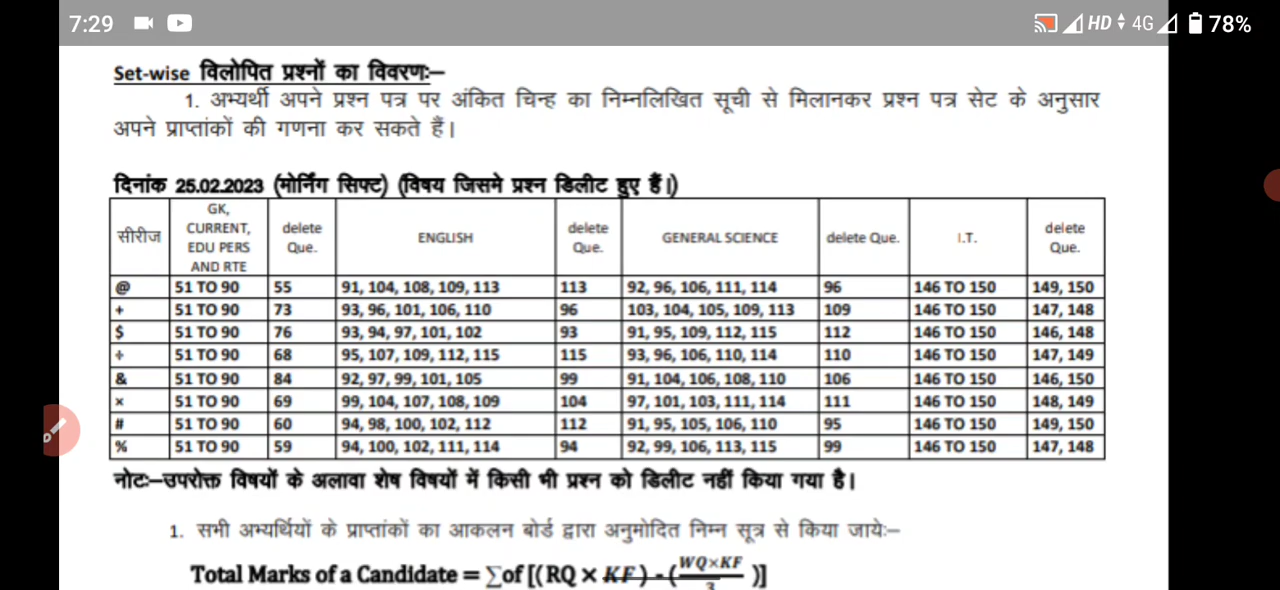 7:29 HD 4G 78%
Set-wise विलोपित प्रश्नों का विवरणः–
1. अभ्यर्थी अपने प्रश्न पत्र पर अंकित चिन्ह का निम्नलिखित सूची से मिलानकर प्रश्न पत्र सेट के अनुसार
अपने प्राप्तांकों की गणना कर सकते हैं।
दिनांक 25.02.2023 (मोर्निंग सिफ्ट) (विषय जिसमे प्रश्न डिलीट हुए हैं।)
सीरीज GK, CURRENT, EDU PERS AND RTE delete Que. ENGLISH delete Que. GENERAL SCIENCE delete Que. I.T. delete Que.
@ 51 TO 90 55 91, 104, 108, 109, 113 113 92, 96, 106, 111, 114 96 146 TO 150 149, 150
+ 51 TO 90 73 93, 96, 101, 106, 110 96 103, 104, 105, 109, 113 109 146 TO 150 147, 148
$ 51 TO 90 76 93, 94, 97, 101, 102 93 91, 95, 109, 112, 115 112 146 TO 150 146, 148
÷ 51 TO 90 68 95, 107, 109, 112, 115 115 93, 96, 106, 110, 114 110 146 TO 150 147, 149
& 51 TO 90 84 92, 97, 99, 101, 105 99 91, 104, 106, 108, 110 106 146 TO 150 146, 150
× 51 TO 90 69 99, 104, 107, 108, 109 104 97, 101, 103, 111, 114 111 146 TO 150 148, 149
# 51 TO 90 60 94, 98, 100, 102, 112 112 91, 95, 105, 106, 110 95 146 TO 150 149, 150
% 51 TO 90 59 94, 100, 102, 111, 114 94 92, 99, 106, 113, 115 99 146 TO 150 147, 148
नोटः–उपरोक्त विषयों के अलावा शेष विषयों में किसी भी प्रश्न को डिलीट नहीं किया गया है।
1. सभी अभ्यर्थियों के प्राप्तांकों का आकलन बोर्ड द्वारा अनुमोदित निम्न सूत्र से किया जायेः–
Total Marks of a Candidate = ∑of [(RQ × KF) - (WQ×KF/3)]